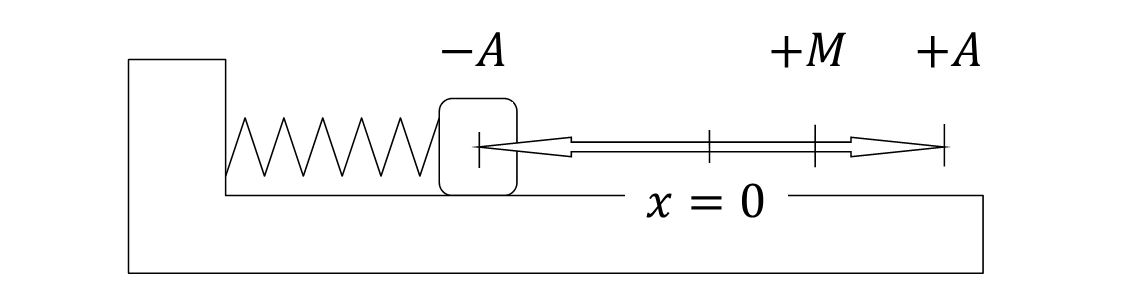 −A +M +A
x = 0